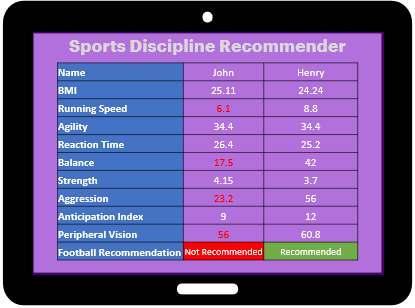 Sports Discipline Recommender
Name John Henry
BMI 25.11 24.24
Running Speed 6.1 8.8
Agility 34.4 34.4
Reaction Time 26.4 25.2
Balance 17.5 42
Strength 4.15 3.7
Aggression 23.2 56
Anticipation Index 9 12
Peripheral Vision 56 60.8
Football Recommendation Not Recommended Recommended